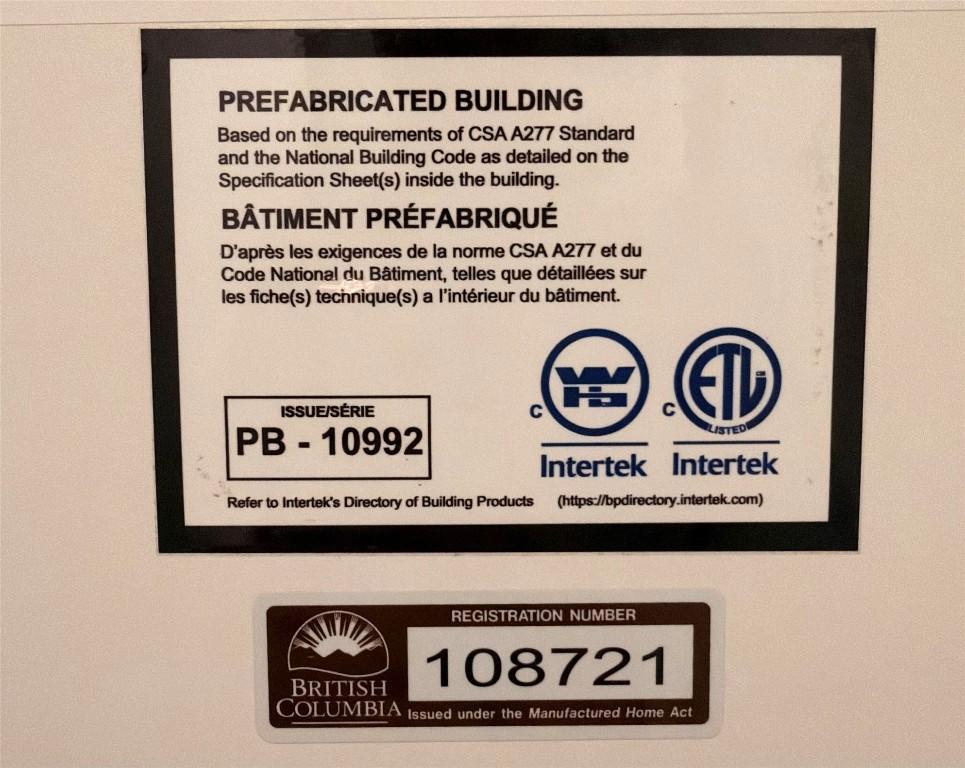 PREFABRICATED BUILDING
Based on the requirements of CSA A277 Standard
and the National Building Code as detailed on the
Specification Sheet(s) inside the building.
BÂTIMENT PRÉFABRIQUÉ
D'après les exigences de la norme CSA A277 et du
Code National du Bâtiment, telles que détaillées sur
les fiche(s) technique(s) a l'intérieur du bâtiment.
ISSUE/SÉRIE
PB - 10992
C WH C ETL
LISTED
Intertek Intertek
Refer to Intertek's Directory of Building Products (https://bpdirectory.intertek.com)
REGISTRATION NUMBER
108721
BRITISH
COLUMBIA
Issued under the Manufactured Home Act